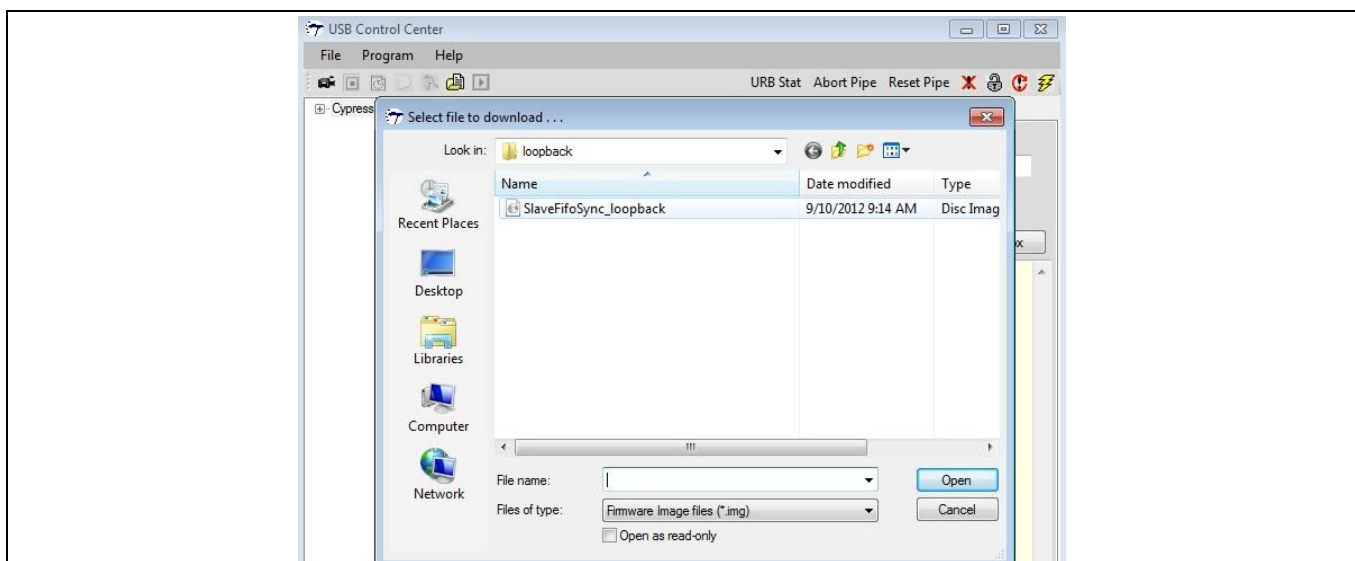 USB Control Center
File Program Help
URB Stat Abort Pipe Reset Pipe
Cypress
Select file to download . . .
Look in: loopback
Name Date modified Type
SlaveFifoSync_loopback 9/10/2012 9:14 AM Disc Imag
Recent Places
Desktop
Libraries
Computer
Network
File name: Open
Files of type: Firmware Image files (*.img) Cancel
Open as read-only